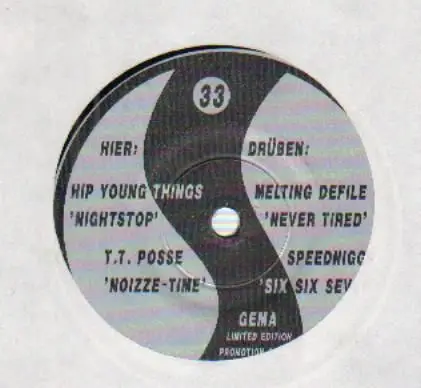 33
HIER:
HIP YOUNG THINGS
'NIGHTSTOP'
T.T. POSSE
'NOIZZE-TIME'
DRÜBEN:
MELTING DEFILE
'NEVER TIRED'
SPEEDNIGG
'SIX SIX SEV
GEMA
LIMITED EDITION
PROMOTION